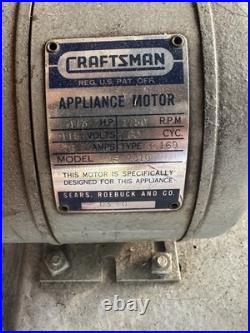 CRAFTSMAN
REG. U.S. PAT. OFF.
APPLIANCE MOTOR
H.P. R.P.M
VOLTS CYC.
AMPS TYPE
MODEL
THIS MOTOR IS SPECIFICALLY
DESIGNED FOR THIS APPLIANCE
SEARS, ROEBUCK AND CO.